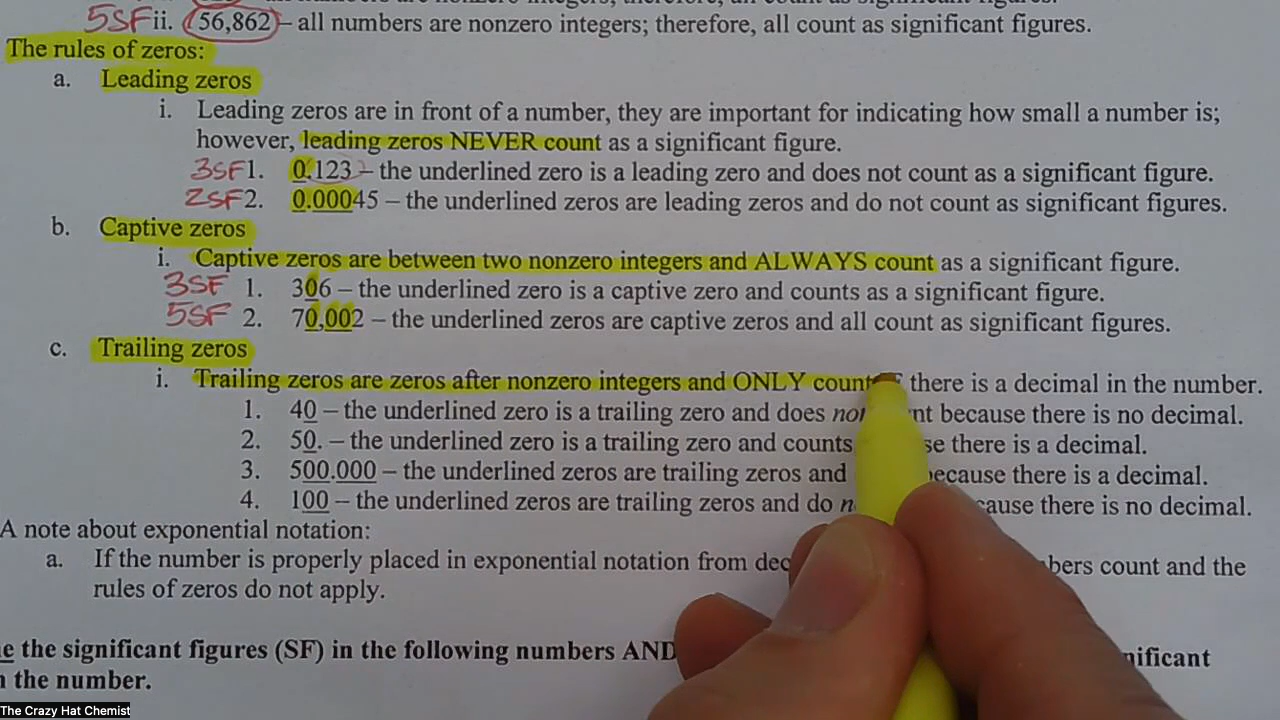 5SF ii. 56,862 – all numbers are nonzero integers; therefore, all count as significant figures.
The rules of zeros:
a. Leading zeros
i. Leading zeros are in front of a number, they are important for indicating how small a number is;
however, leading zeros NEVER count as a significant figure.
3SF 1. 0.123 – the underlined zero is a leading zero and does not count as a significant figure.
2SF 2. 0.00045 – the underlined zeros are leading zeros and do not count as significant figures.
b. Captive zeros
i. Captive zeros are between two nonzero integers and ALWAYS count as a significant figure.
3SF 1. 306 – the underlined zero is a captive zero and counts as a significant figure.
5SF 2. 70,002 – the underlined zeros are captive zeros and all count as significant figures.
c. Trailing zeros
i. Trailing zeros are zeros after nonzero integers and ONLY count there is a decimal in the number.
1. 40 – the underlined zero is a trailing zero and does because there is no decimal.
2. 50. – the underlined zero is a trailing zero and counts there is a decimal.
3. 500.000 – the underlined zeros are trailing zeros and because there is a decimal.
4. 100 – the underlined zeros are trailing zeros and do there is no decimal.
A note about exponential notation:
a. If the number is properly placed in exponential notation from count and the
rules of zeros do not apply.
the significant figures (SF) in the following numbers AND
the number.
The Crazy Hat Chemist